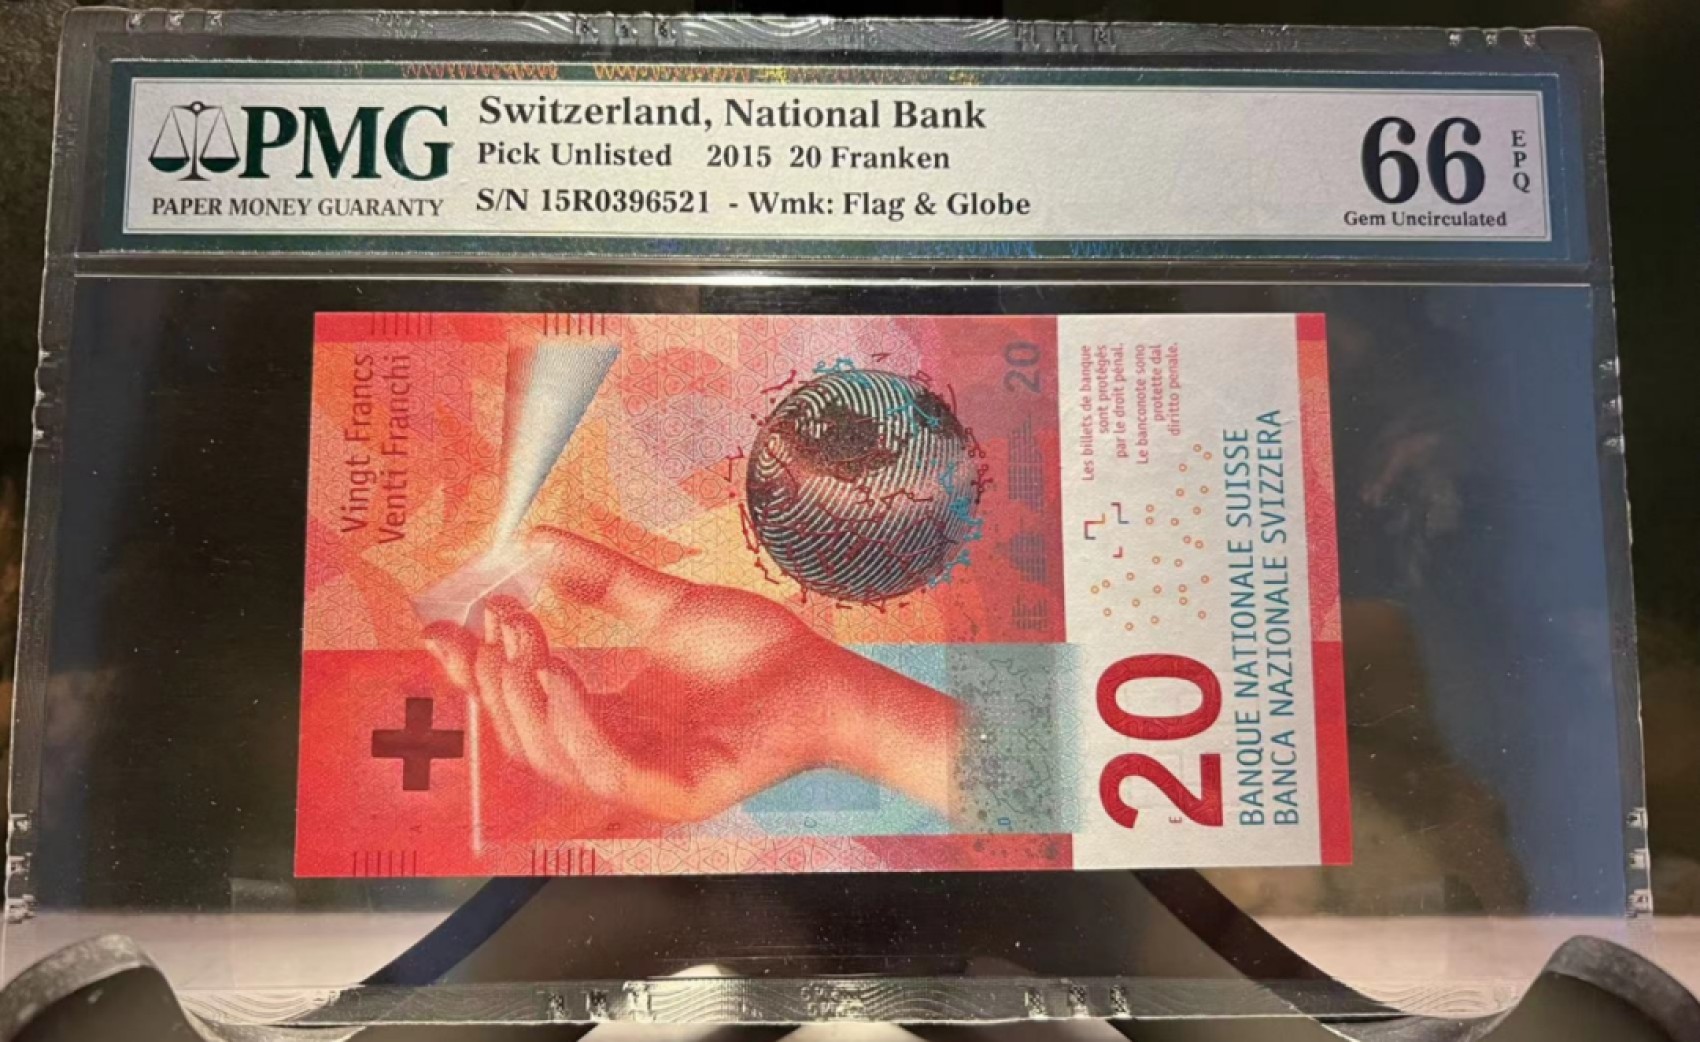 PMG
PAPER MONEY GUARANTY
Switzerland, National Bank
Pick Unlisted 2015 20 Franken
S/N 15R0396521 - Wmk: Flag & Globe
66
EPQ
Gem Uncirculated
Vingt Francs
Venti Franchi
20
Les billets de banque
sont protégés
par le droit pénal.
Le banconote sono
protette dal
diritto penale.
20
BANQUE NATIONALE SUISSE
BANCA NAZIONALE SVIZZERA
A
B
C
D
E